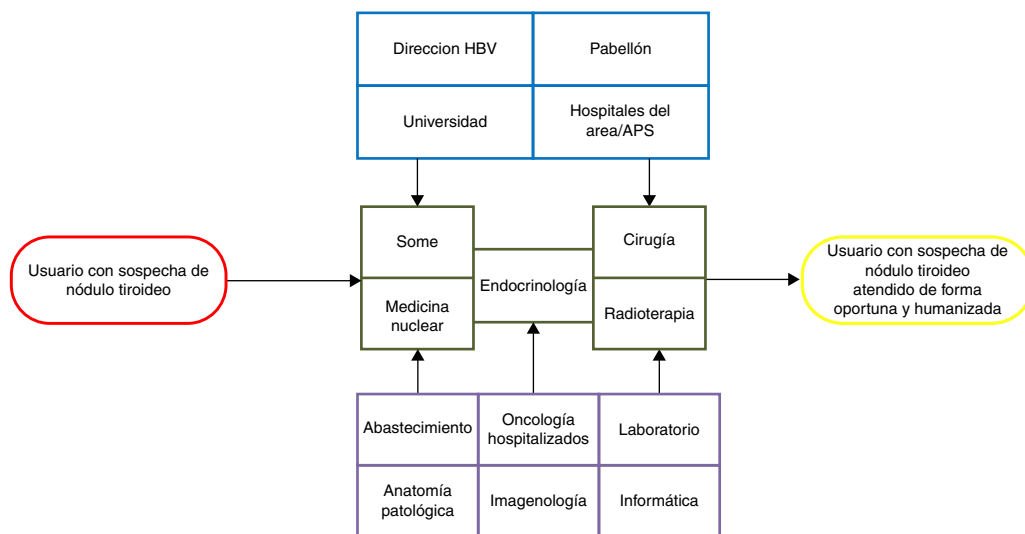 Direccion HBV
Pabellón
Universidad
Hospitales del
area/APS
Usuario con sospecha de
nódulo tiroideo
Some
Medicina
nuclear
Endocrinología
Cirugía
Radioterapia
Usuario con sospecha de
nódulo tiroideo
atendido de forma
oportuna y humanizada
Abastecimiento
Oncología
hospitalizados
Laboratorio
Anatomía
patológica
Imagenología
Informática